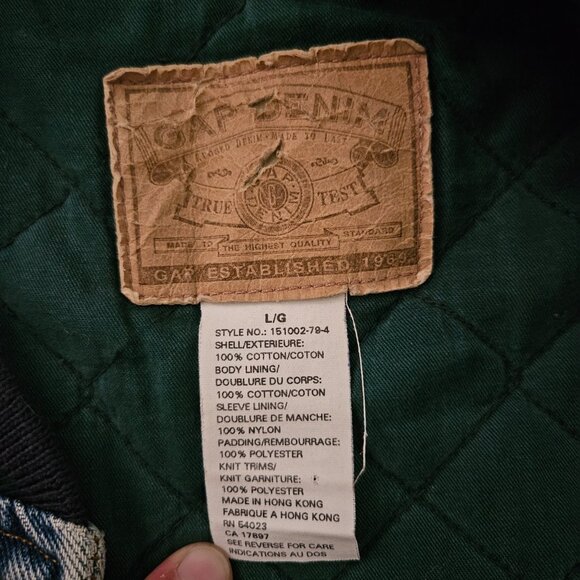 GAP DENIM
RUGGED DENIM · MADE TO LAST
TRUE
GAP
DENIM
TEST
MADE TO THE HIGHEST QUALITY STANDARD
GAP ESTABLISHED 1969
L/G
STYLE NO.: 151002-79-4
SHELL/EXTERIEURE:
100% COTTON/COTON
BODY LINING/
DOUBLURE DU CORPS:
100% COTTON/COTON
SLEEVE LINING/
DOUBLURE DE MANCHE:
100% NYLON
PADDING/REMBOURRAGE:
100% POLYESTER
KNIT TRIMS/
KNIT GARNITURE:
100% POLYESTER
MADE IN HONG KONG
FABRIQUE A HONG KONG
RN 54023
CA 17897
SEE REVERSE FOR CARE
INDICATIONS AU DOS